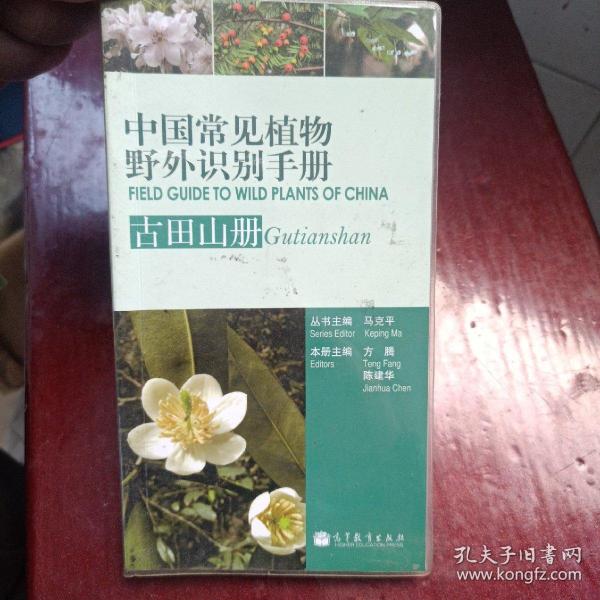 中国常见植物
野外识别手册
FIELD GUIDE TO WILD PLANTS OF CHINA
古田山册 Gutianshan
丛书主编 马克平
Series Editor Keping Ma
本册主编 方 腾
Editors Teng Fang
陈建华
Jianhua Chen
高等教育出版社
HIGHER EDUCATION PRESS
孔夫子旧书网
www.kongfz.com